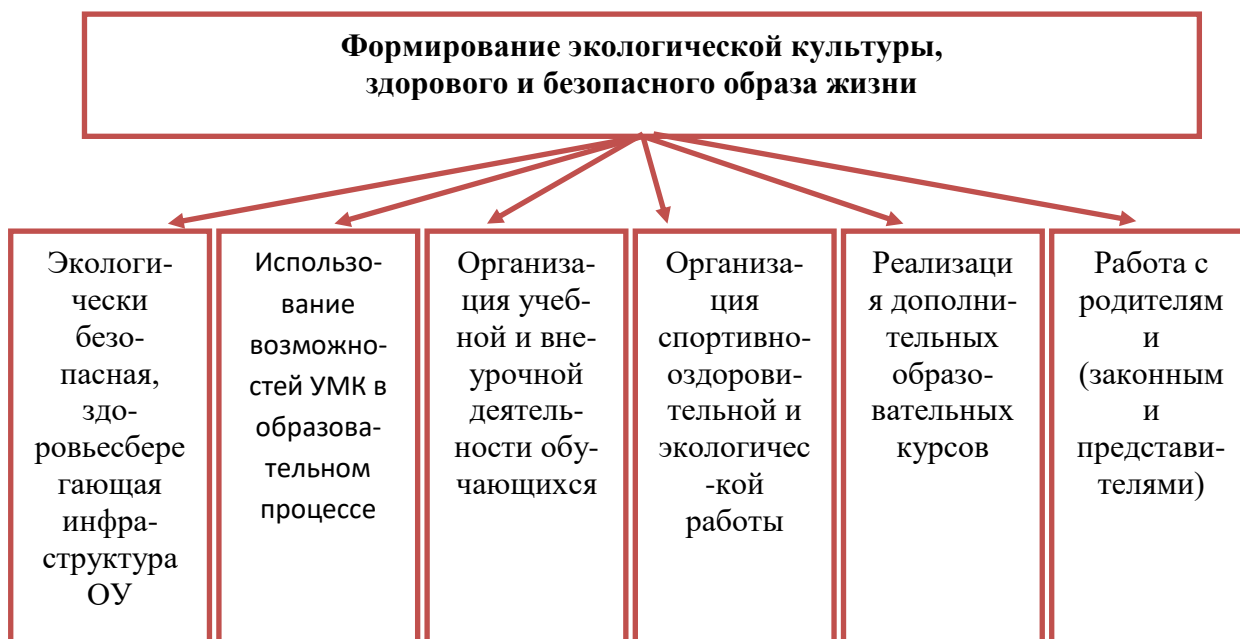 Формирование экологической культуры,
здорового и безопасного образа жизни
Экологи-
чески
безо-
пасная,
здо-
ровьесбере
гающая
инфра-
структура
ОУ
Использо-
вание
возможно-
стей УМК в
образова-
тельном
процессе
Организа-
ция учеб-
ной и вне-
урочной
деятель-
ности обу-
чающихся
Организа-
ция
спортивно-
оздорови-
тельной и
экологичес
-кой
работы
Реализаци
я дополни-
тельных
образо-
вательных
курсов
Работа с
родителям
и
(законным
и
представи-
телями)